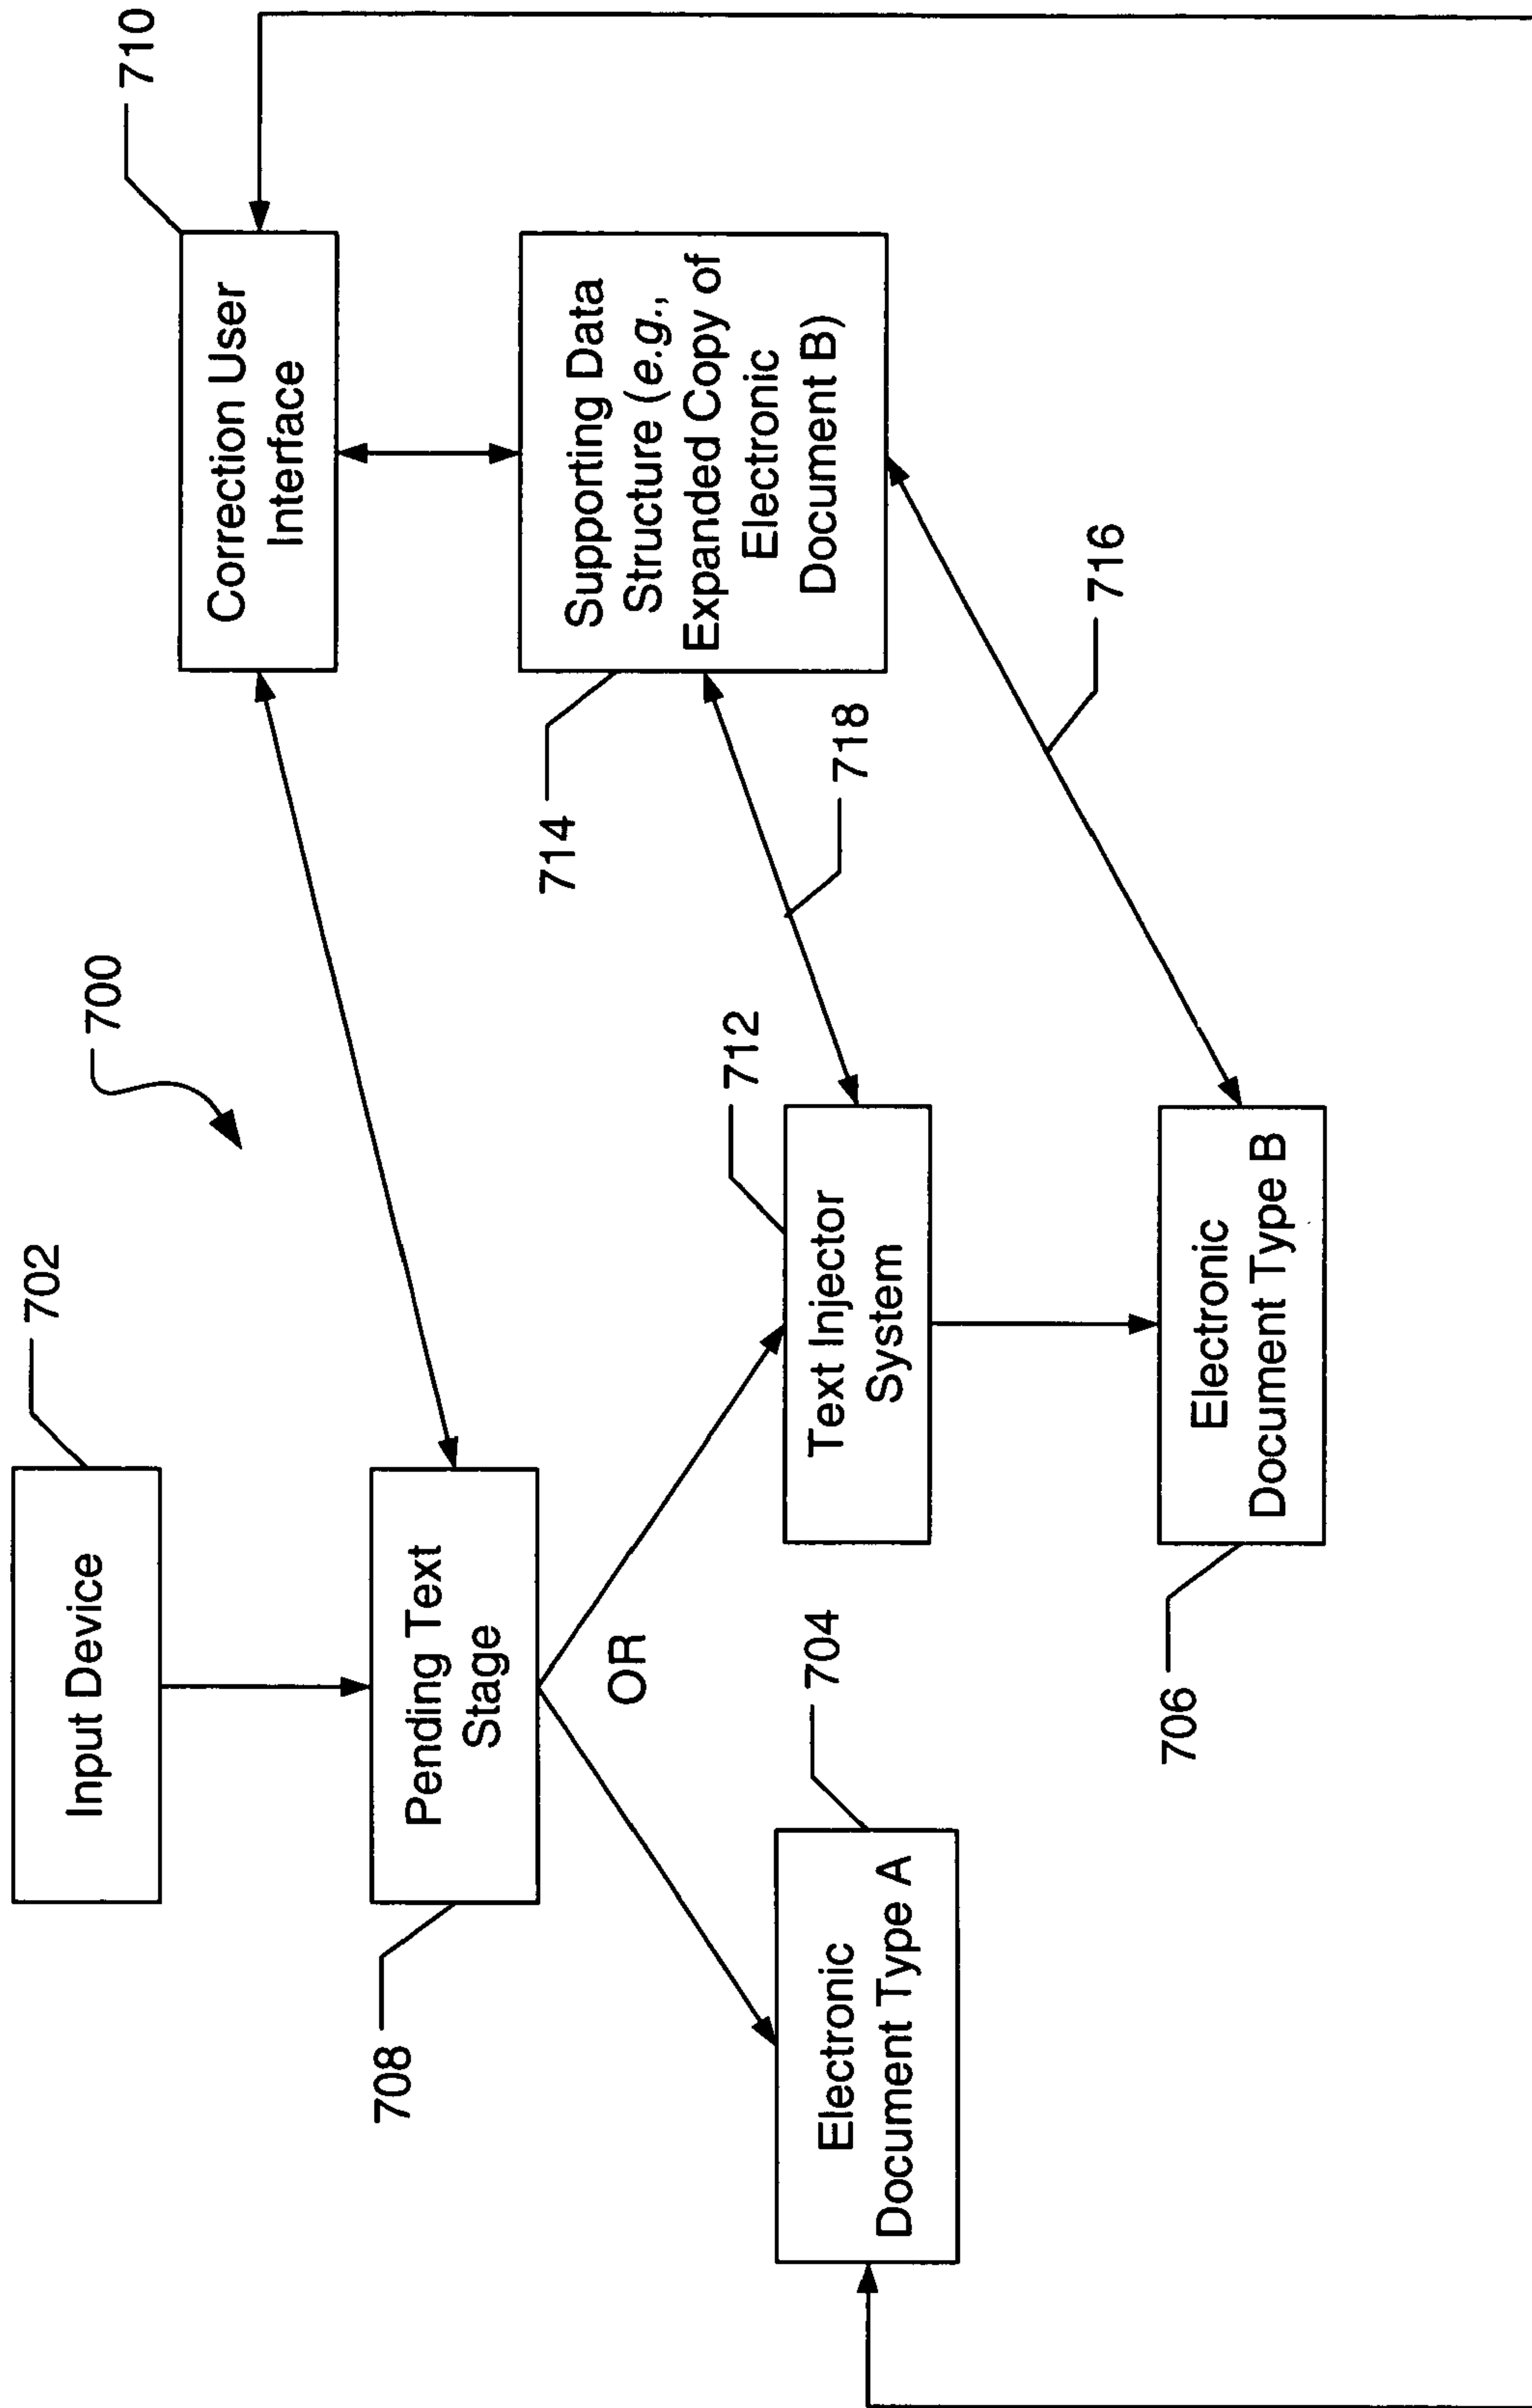 702
Input Device
700
710
Correction User
Interface
Pending Text
Stage
708
714
Supporting Data
Structure (e.g.,
Expanded Copy of
Electronic
Document B)
OR
712
718
704
Electronic
Document Type A
Text Injector
System
716
706
Electronic
Document Type B